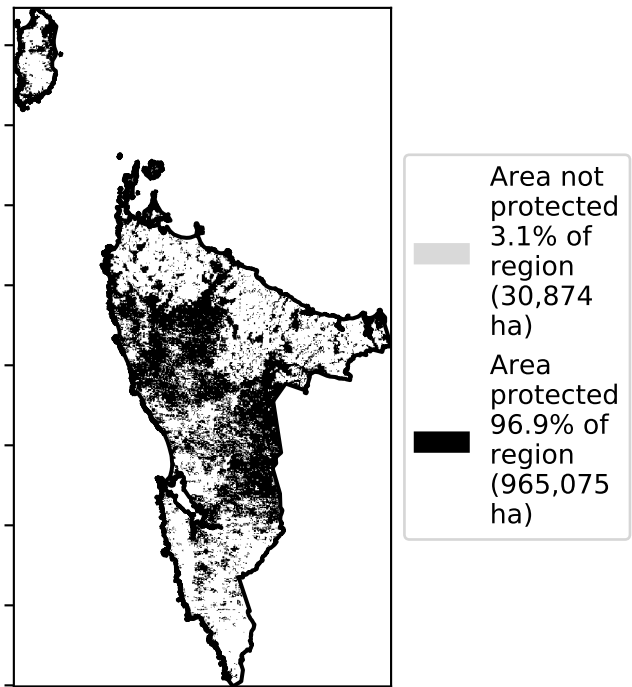 Area not
protected
3.1% of
region
(30,874
ha)
Area
protected
96.9% of
region
(965,075
ha)